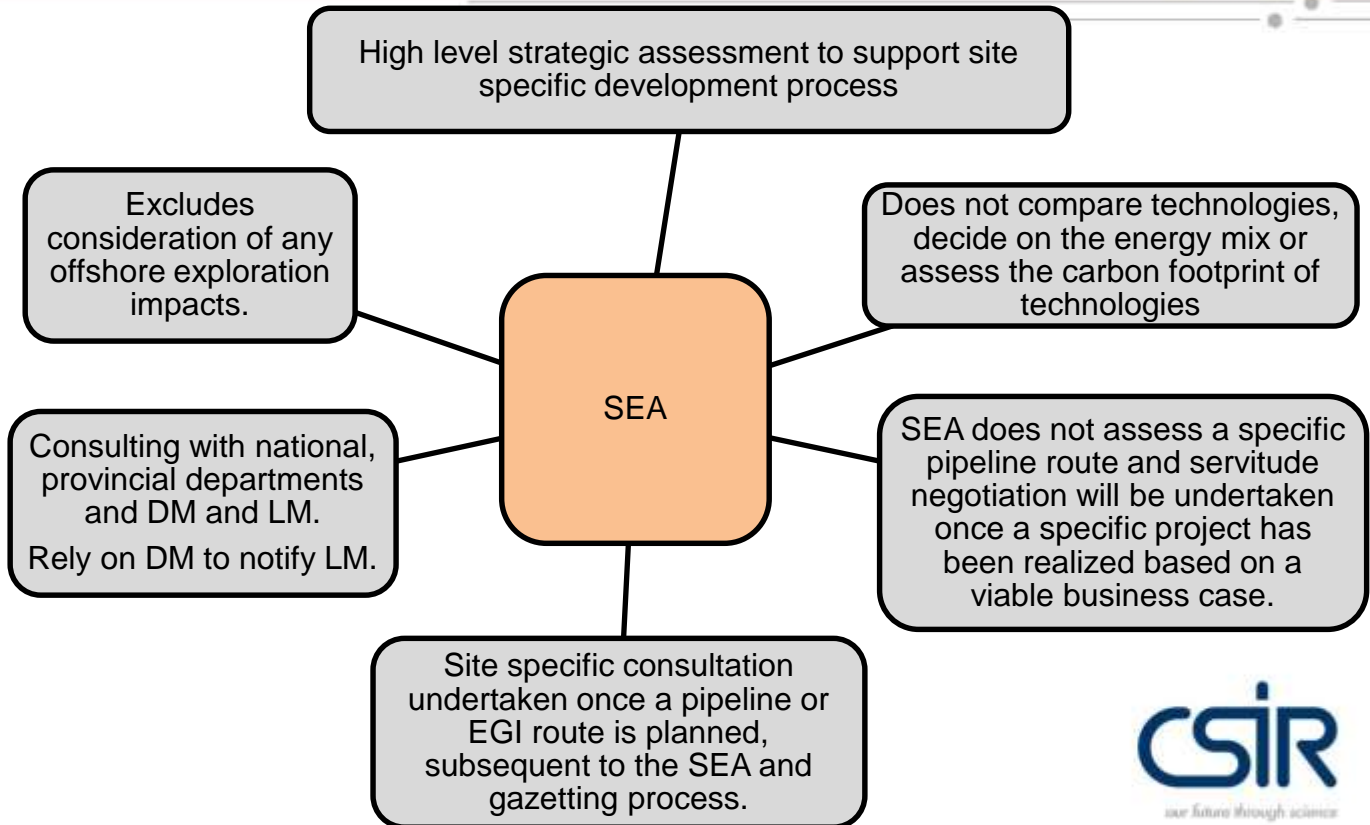 High level strategic assessment to support site
specific development process
Excludes
consideration of any
offshore exploration
impacts.
Does not compare technologies,
decide on the energy mix or
assess the carbon footprint of
technologies
SEA
Consulting with national,
provincial departments
and DM and LM.
Rely on DM to notify LM.
SEA does not assess a specific
pipeline route and servitude
negotiation will be undertaken
once a specific project has
been realized based on a
viable business case.
Site specific consultation
undertaken once a pipeline or
EGI route is planned,
subsequent to the SEA and
gazetting process.
CSIR
our future through science